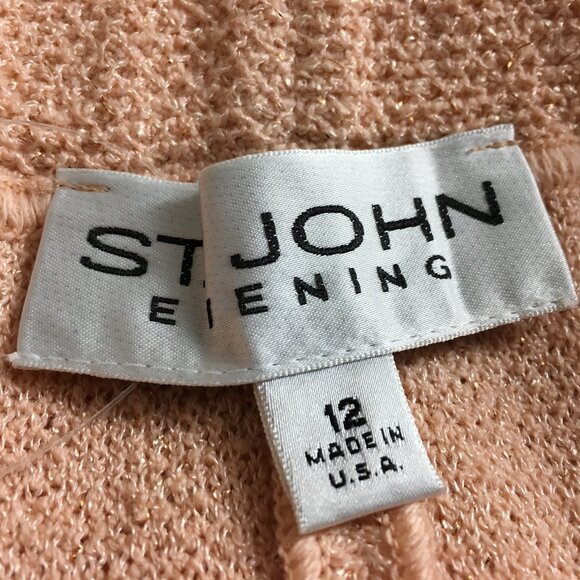 ST. JOHN
EVENING
12
MADE IN
U.S.A.